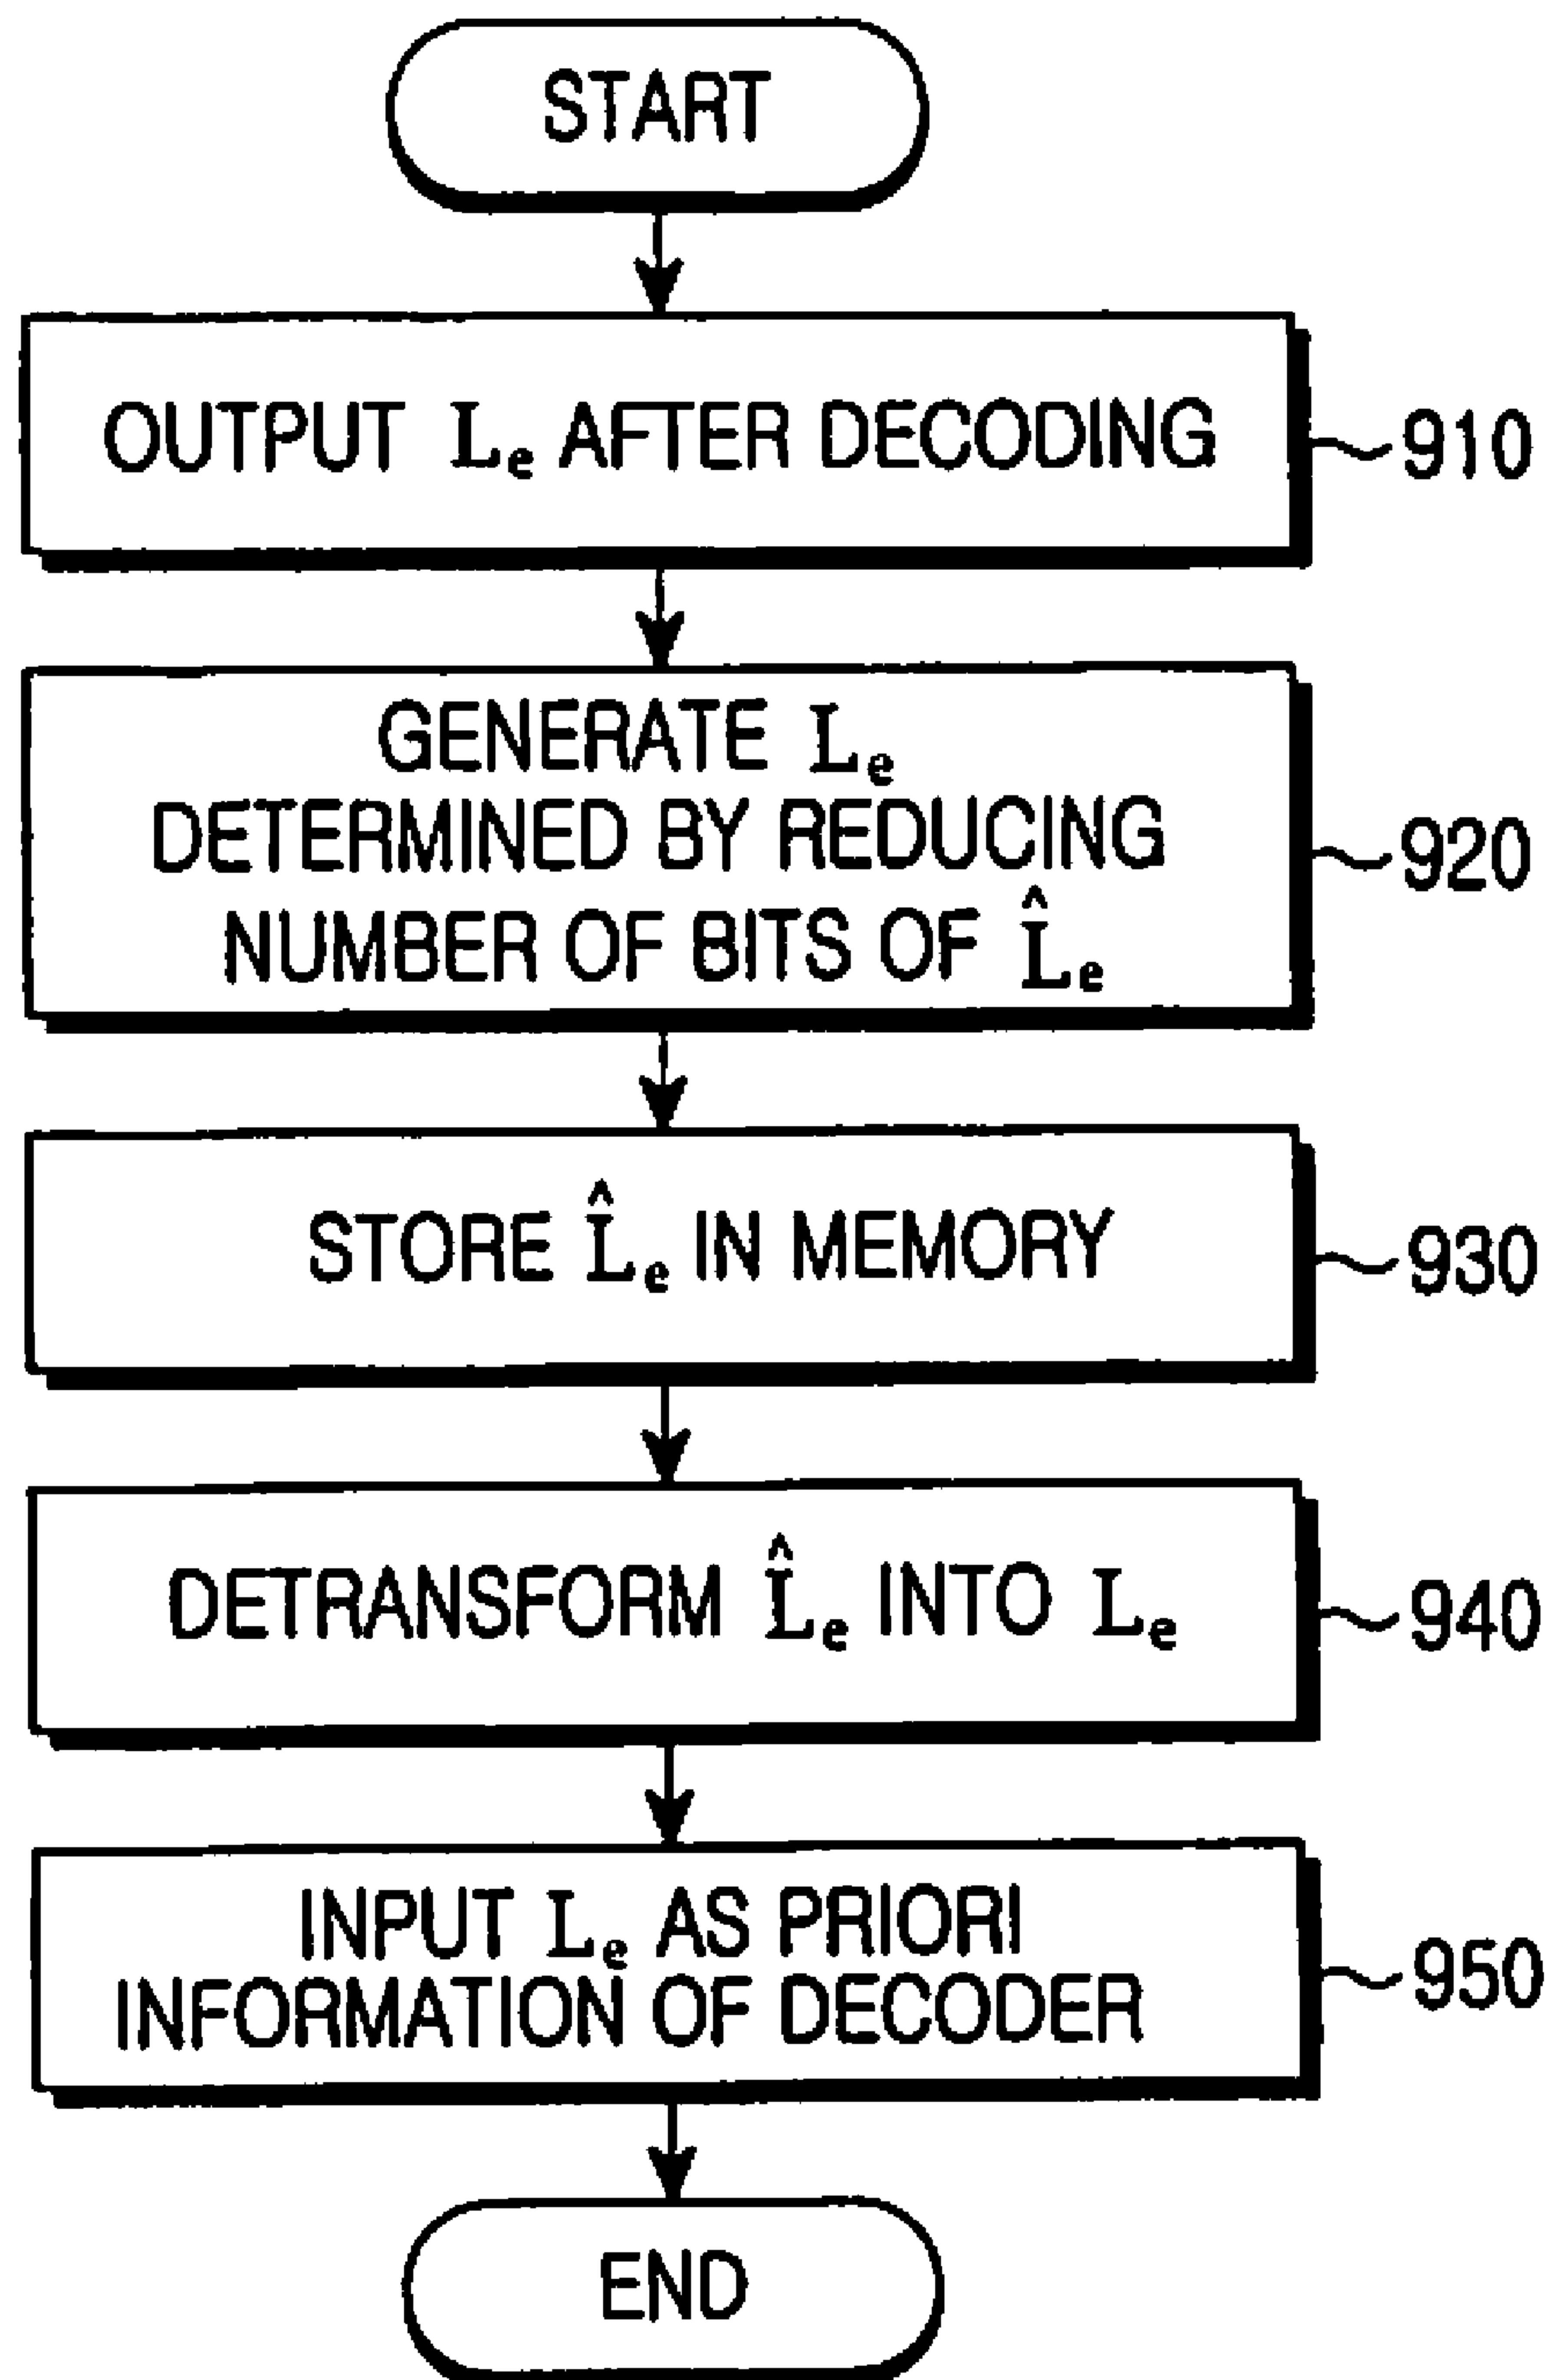 START
OUTPUT Le AFTER DECODING
910
GENERATE Le
DETERMINED BY REDUCING
NUMBER OF BITS OF L̂e
920
STORE L̂e IN MEMORY
930
DETRANSFORM L̂e INTO Le
940
INPUT Le AS PRIORI
INFORMATION OF DECODER
950
END